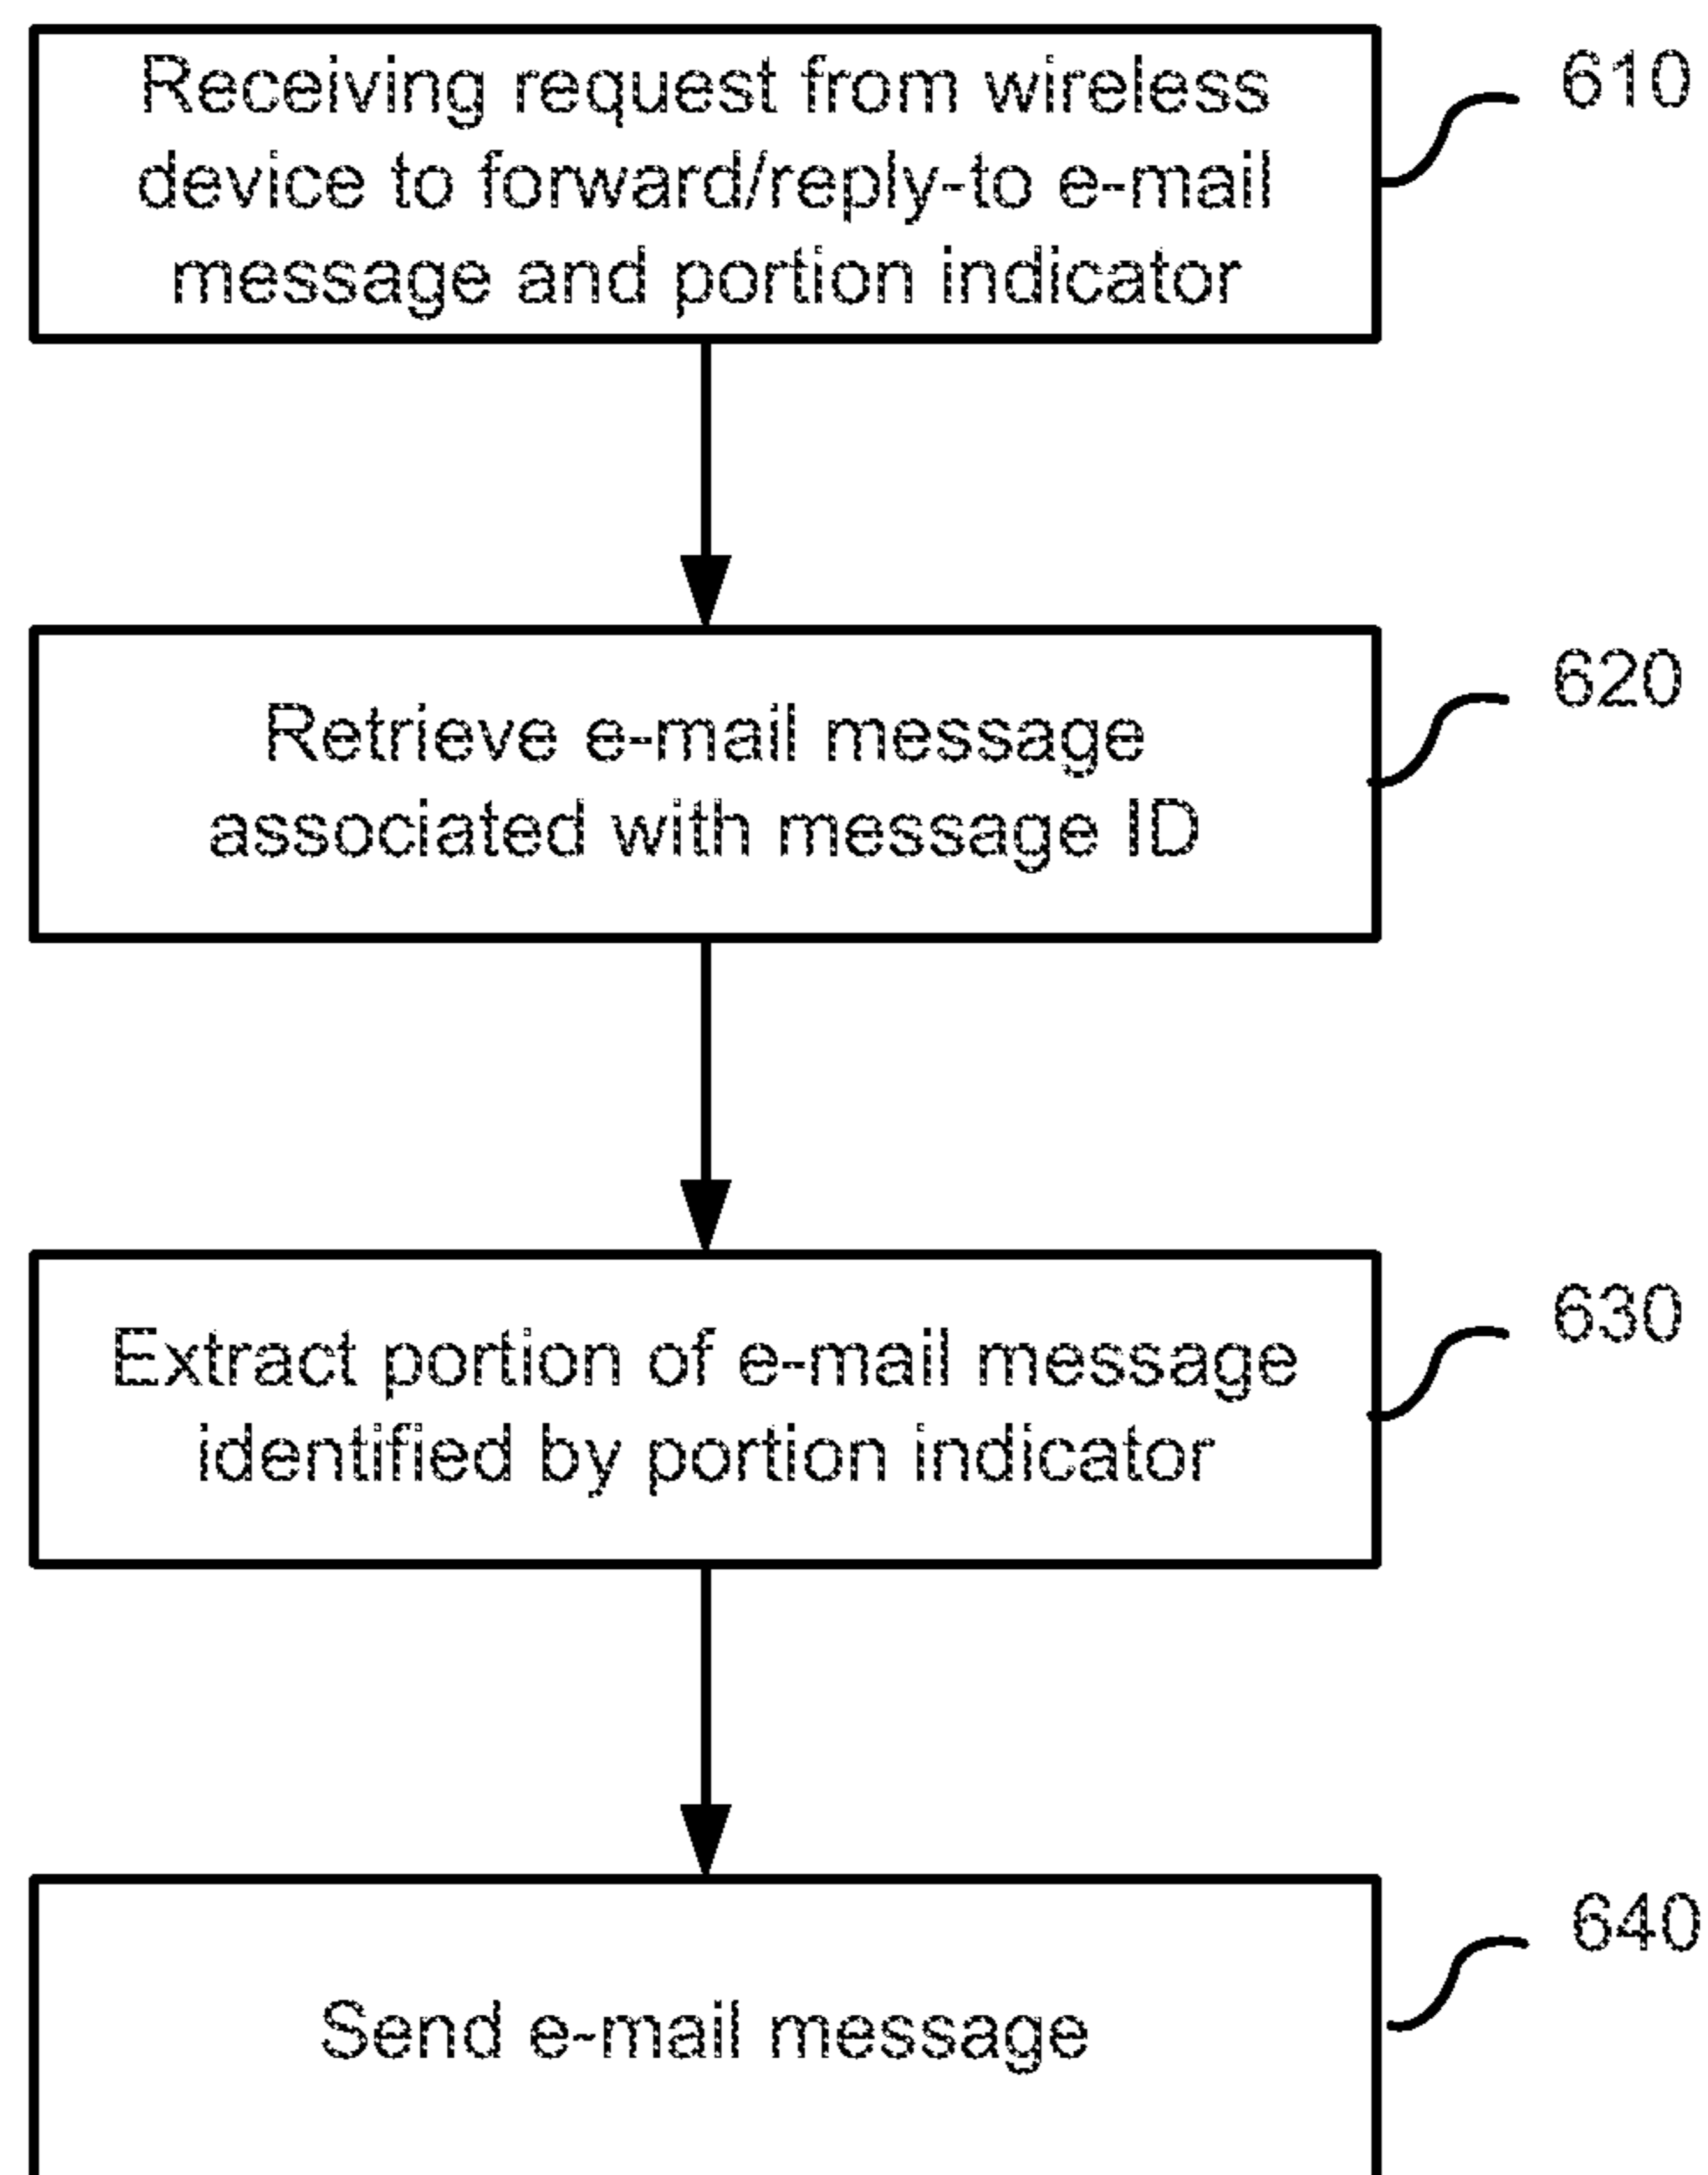 Receiving request from wireless
device to forward/reply-to e-mail
message and portion indicator
610
Retrieve e-mail message
associated with message ID
620
Extract portion of e-mail message
identified by portion indicator
630
Send e-mail message
640